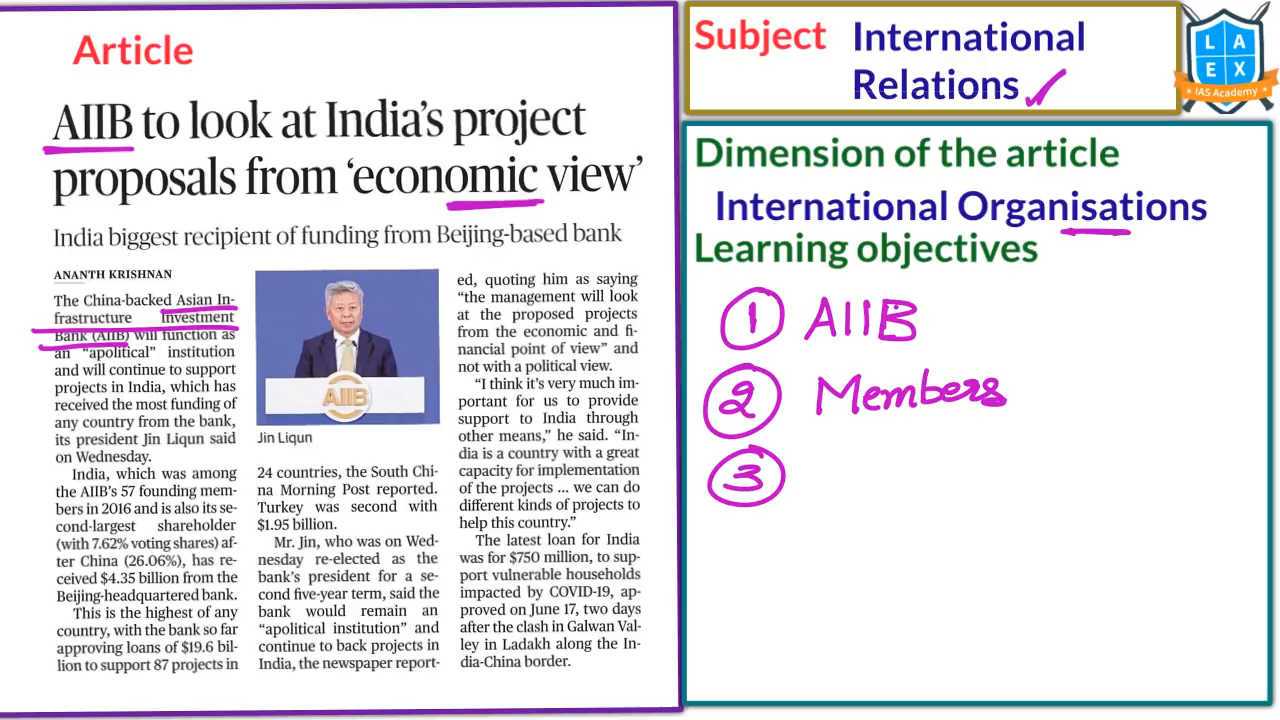 Article
AIIB to look at India's project
proposals from 'economic view'
India biggest recipient of funding from Beijing-based bank
ANANTH KRISHNAN
The China-backed Asian In-
frastructure Investment
Bank (AIIB) will function as
an "apolitical" institution
and will continue to support
projects in India, which has
received the most funding of
any country from the bank,
its president Jin Liqun said
on Wednesday.
India, which was among
the AIIB's 57 founding mem-
bers in 2016 and is also its se-
cond-largest shareholder
(with 7.62% voting shares) af-
ter China (26.06%), has re-
ceived $4.35 billion from the
Beijing-headquartered bank.
This is the highest of any
country, with the bank so far
approving loans of $19.6 bil-
lion to support 87 projects in
AIIB
Jin Liqun
24 countries, the South Chi-
na Morning Post reported.
Turkey was second with
$1.95 billion.
Mr. Jin, who was on Wed-
nesday re-elected as the
bank's president for a se-
cond five-year term, said the
bank would remain an
"apolitical institution" and
continue to back projects in
India, the newspaper report-
ed, quoting him as saying
"the management will look
at the proposed projects
from the economic and fi-
nancial point of view" and
not with a political view.
"I think it's very much im-
portant for us to provide
support to India through
other means," he said. "In-
dia is a country with a great
capacity for implementation
of the projects ... we can do
different kinds of projects to
help this country."
The latest loan for India
was for $750 million, to sup-
port vulnerable households
impacted by COVID-19, ap-
proved on June 17, two days
after the clash in Galwan Val-
ley in Ladakh along the In-
dia-China border.
Subject International
Relations
LA
EX
IAS Academy
Dimension of the article
International Organisations
Learning objectives
1 AIIB
2 Members
3